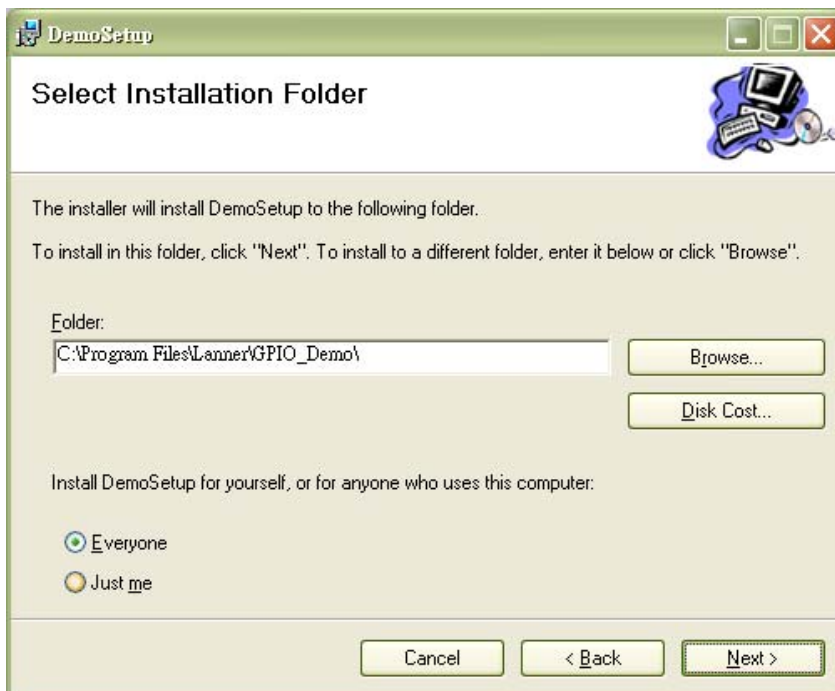 DemoSetup
Select Installation Folder
The installer will install DemoSetup to the following folder.
To install in this folder, click "Next". To install to a different folder, enter it below or click "Browse".
Folder:
C:\Program Files\Lanner\GPIO_Demo\
Browse...
Disk Cost...
Install DemoSetup for yourself, or for anyone who uses this computer:
Everyone
Just me
Cancel
< Back
Next >